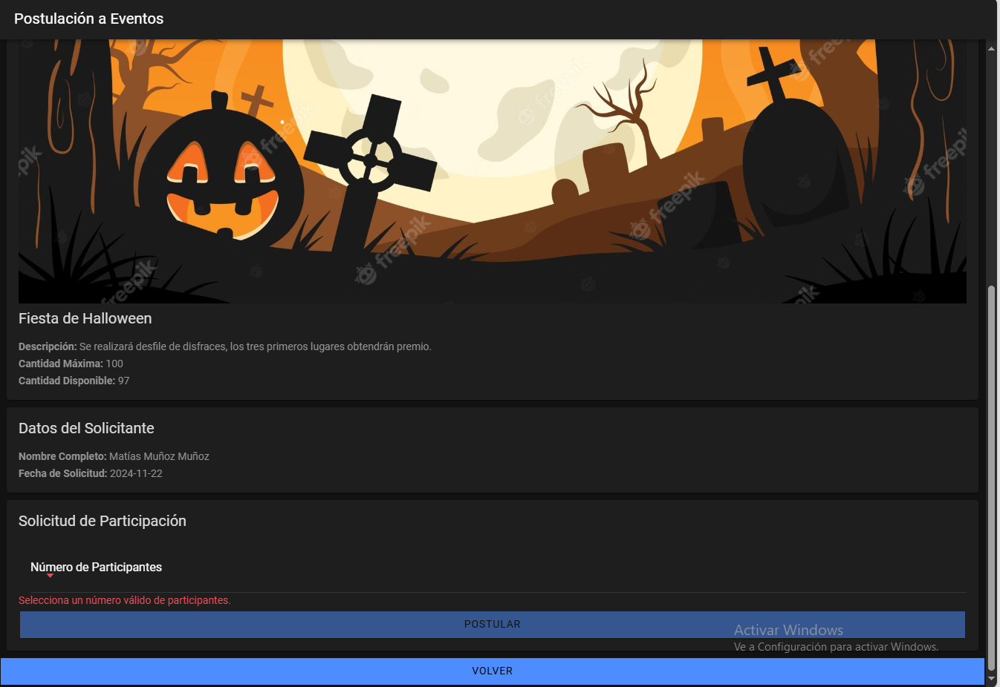 Postulación a Eventos
freepik
freepik
freepik
freepik
freepik
freepik
freepik
Fiesta de Halloween
Descripción: Se realizará desfile de disfraces, los tres primeros lugares obtendrán premio.
Cantidad Máxima: 100
Cantidad Disponible: 97
Datos del Solicitante
Nombre Completo: Matías Muñoz Muñoz
Fecha de Solicitud: 2024-11-22
Solicitud de Participación
Número de Participantes
Selecciona un número válido de participantes.
POSTULAR
Activar Windows
Ve a Configuración para activar Windows.
VOLVER